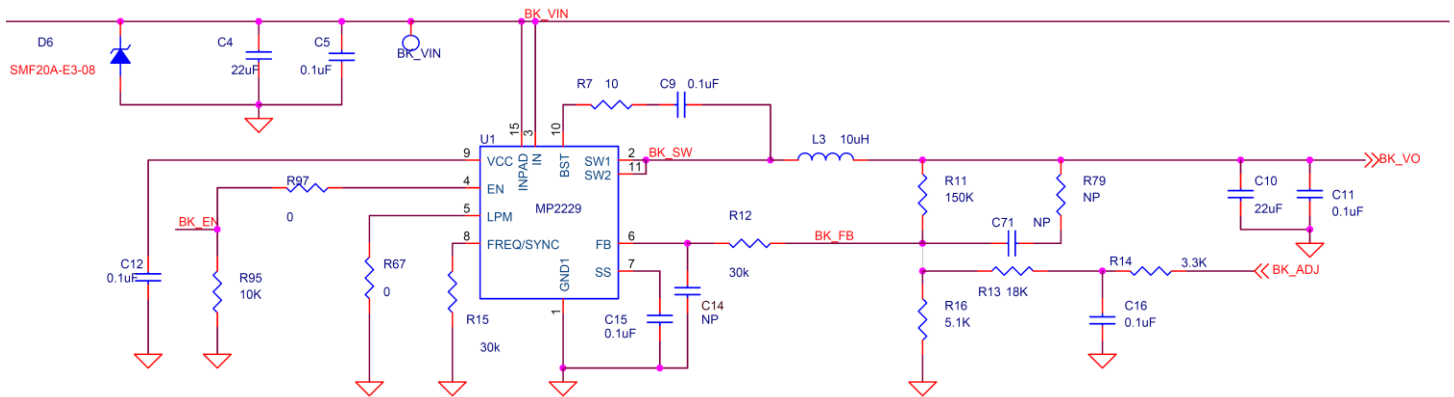 BK_VIN
D6
SMF20A-E3-08
C4
22uF
C5
0.1uF
BK_VIN
R7 10
C9 0.1uF
U1
15
3
10
9
VCC
INPAD
IN
BST
SW1
2
SW2
11
BK_SW
L3 10uH
BK_VO
R97
0
4
EN
MP2229
BK_EN
5
LPM
8
FREQ/SYNC
FB
6
SS
7
GND1
1
R12
30k
BK_FB
R11
150K
C71
NP
R79
NP
C10
22uF
C11
0.1uF
C12
0.1uF
R95
10K
R67
0
R15
30k
C15
0.1uF
C14
NP
R13 18K
R14
3.3K
BK_ADJ
R16
5.1K
C16
0.1uF